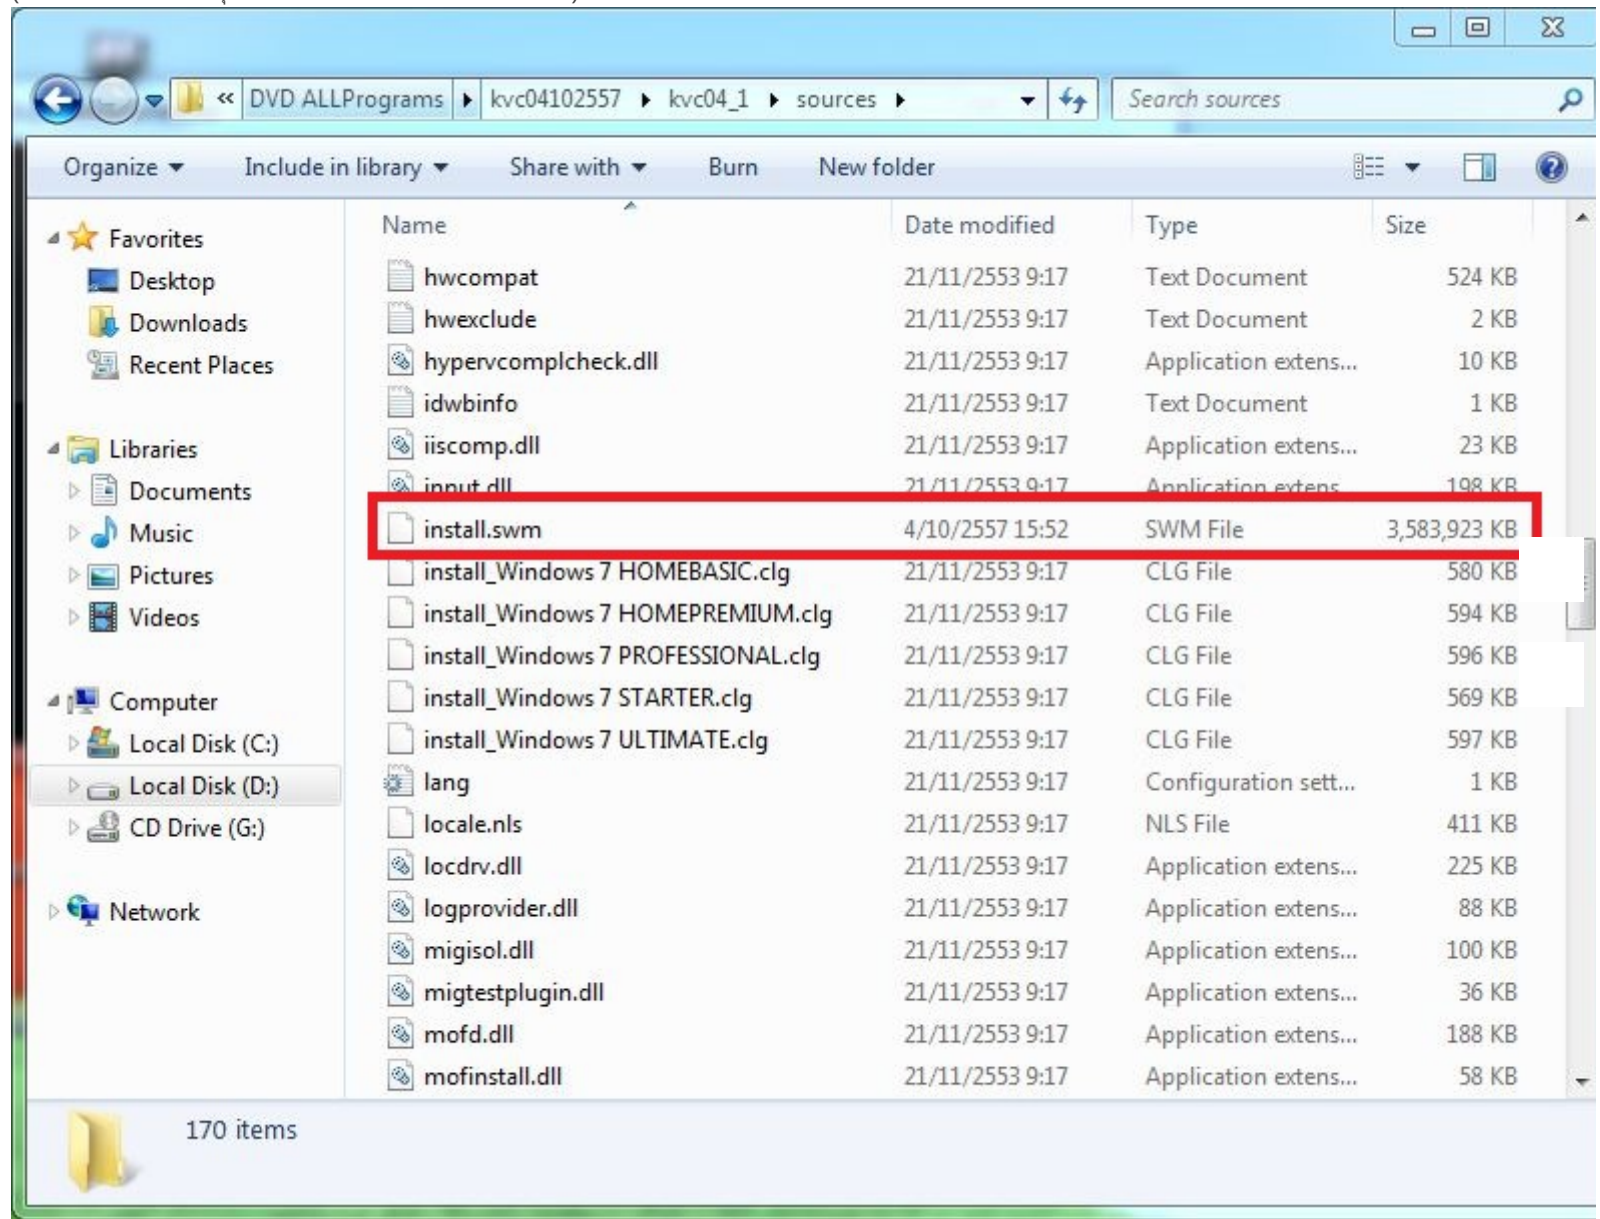 « DVD ALLPrograms ▸ kvc04102557 ▸ kvc04_1 ▸ sources ▸ Search sources
Organize Include in library Share with Burn New folder
Favorites
Desktop
Downloads
Recent Places
Libraries
Documents
Music
Pictures
Videos
Computer
Local Disk (C:)
Local Disk (D:)
CD Drive (G:)
Network
Name Date modified Type Size
hwcompat 21/11/2553 9:17 Text Document 524 KB
hwexclude 21/11/2553 9:17 Text Document 2 KB
hypervcomplcheck.dll 21/11/2553 9:17 Application extens... 10 KB
idwbinfo 21/11/2553 9:17 Text Document 1 KB
iiscomp.dll 21/11/2553 9:17 Application extens... 23 KB
input.dll 21/11/2553 9:17 Application extens 198 KB
install.swm 4/10/2557 15:52 SWM File 3,583,923 KB
install_Windows 7 HOMEBASIC.clg 21/11/2553 9:17 CLG File 580 KB
install_Windows 7 HOMEPREMIUM.clg 21/11/2553 9:17 CLG File 594 KB
install_Windows 7 PROFESSIONAL.clg 21/11/2553 9:17 CLG File 596 KB
install_Windows 7 STARTER.clg 21/11/2553 9:17 CLG File 569 KB
install_Windows 7 ULTIMATE.clg 21/11/2553 9:17 CLG File 597 KB
lang 21/11/2553 9:17 Configuration sett... 1 KB
locale.nls 21/11/2553 9:17 NLS File 411 KB
locdrv.dll 21/11/2553 9:17 Application extens... 225 KB
logprovider.dll 21/11/2553 9:17 Application extens... 88 KB
migisol.dll 21/11/2553 9:17 Application extens... 100 KB
migtestplugin.dll 21/11/2553 9:17 Application extens... 36 KB
mofd.dll 21/11/2553 9:17 Application extens... 188 KB
mofinstall.dll 21/11/2553 9:17 Application extens... 58 KB
170 items